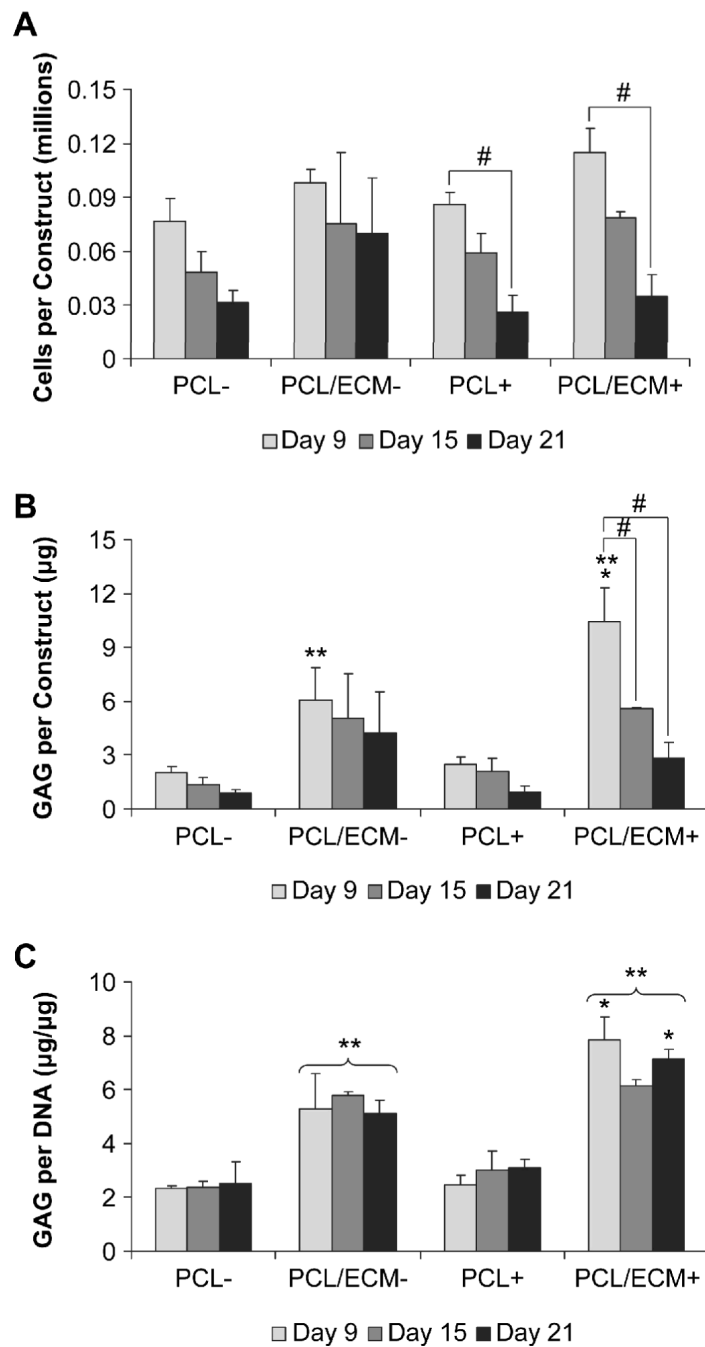 A
Cells per Construct (millions)
0.15
0.12
0.09
0.06
0.03
0
#
#
PCL- PCL/ECM- PCL+ PCL/ECM+
Day 9 Day 15 Day 21
B
GAG per Construct (µg)
15
12
9
6
3
0
**
#
#
**
*
PCL- PCL/ECM- PCL+ PCL/ECM+
Day 9 Day 15 Day 21
C
GAG per DNA (µg/µg)
10
8
6
4
2
0
**
**
*
*
PCL- PCL/ECM- PCL+ PCL/ECM+
Day 9 Day 15 Day 21